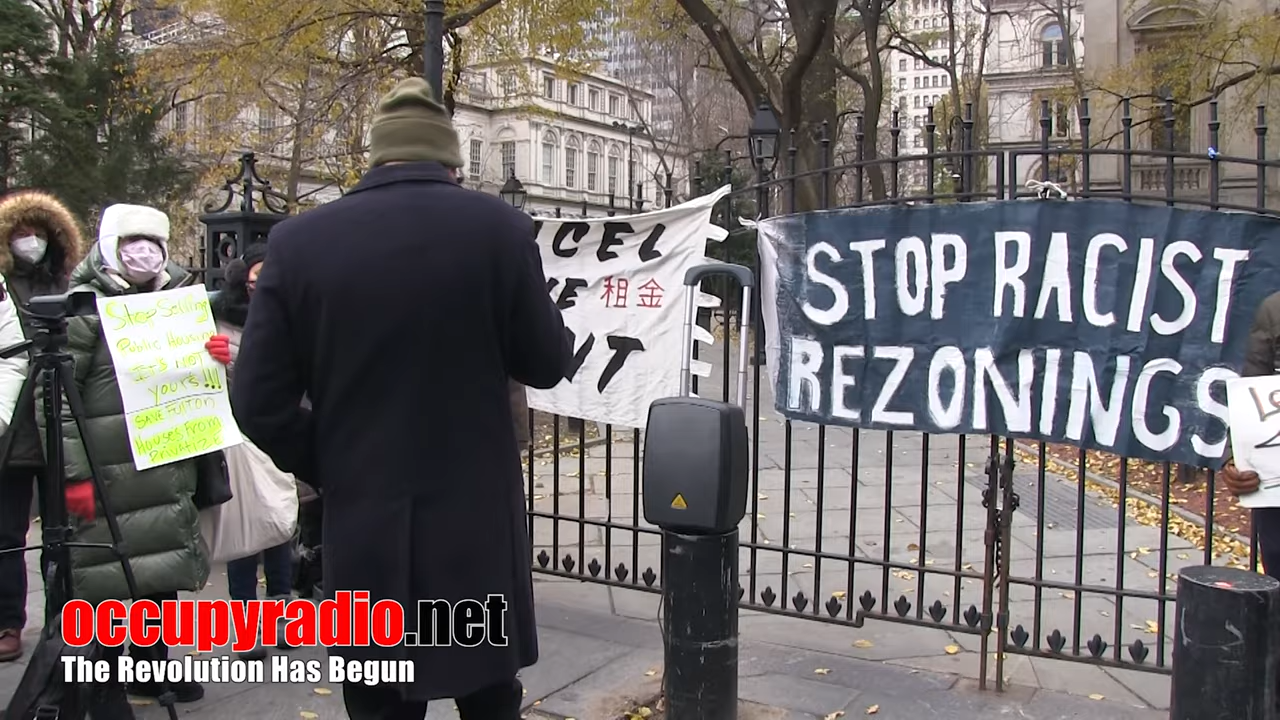 Stop Selling
Public Housing
It's NOT
yours!!!
SAVE FULTON
Houses From
PrivatizE
CEL
租金
NT
STOP RACIST
REZONINGS
occupyradio.net
The Revolution Has Begun